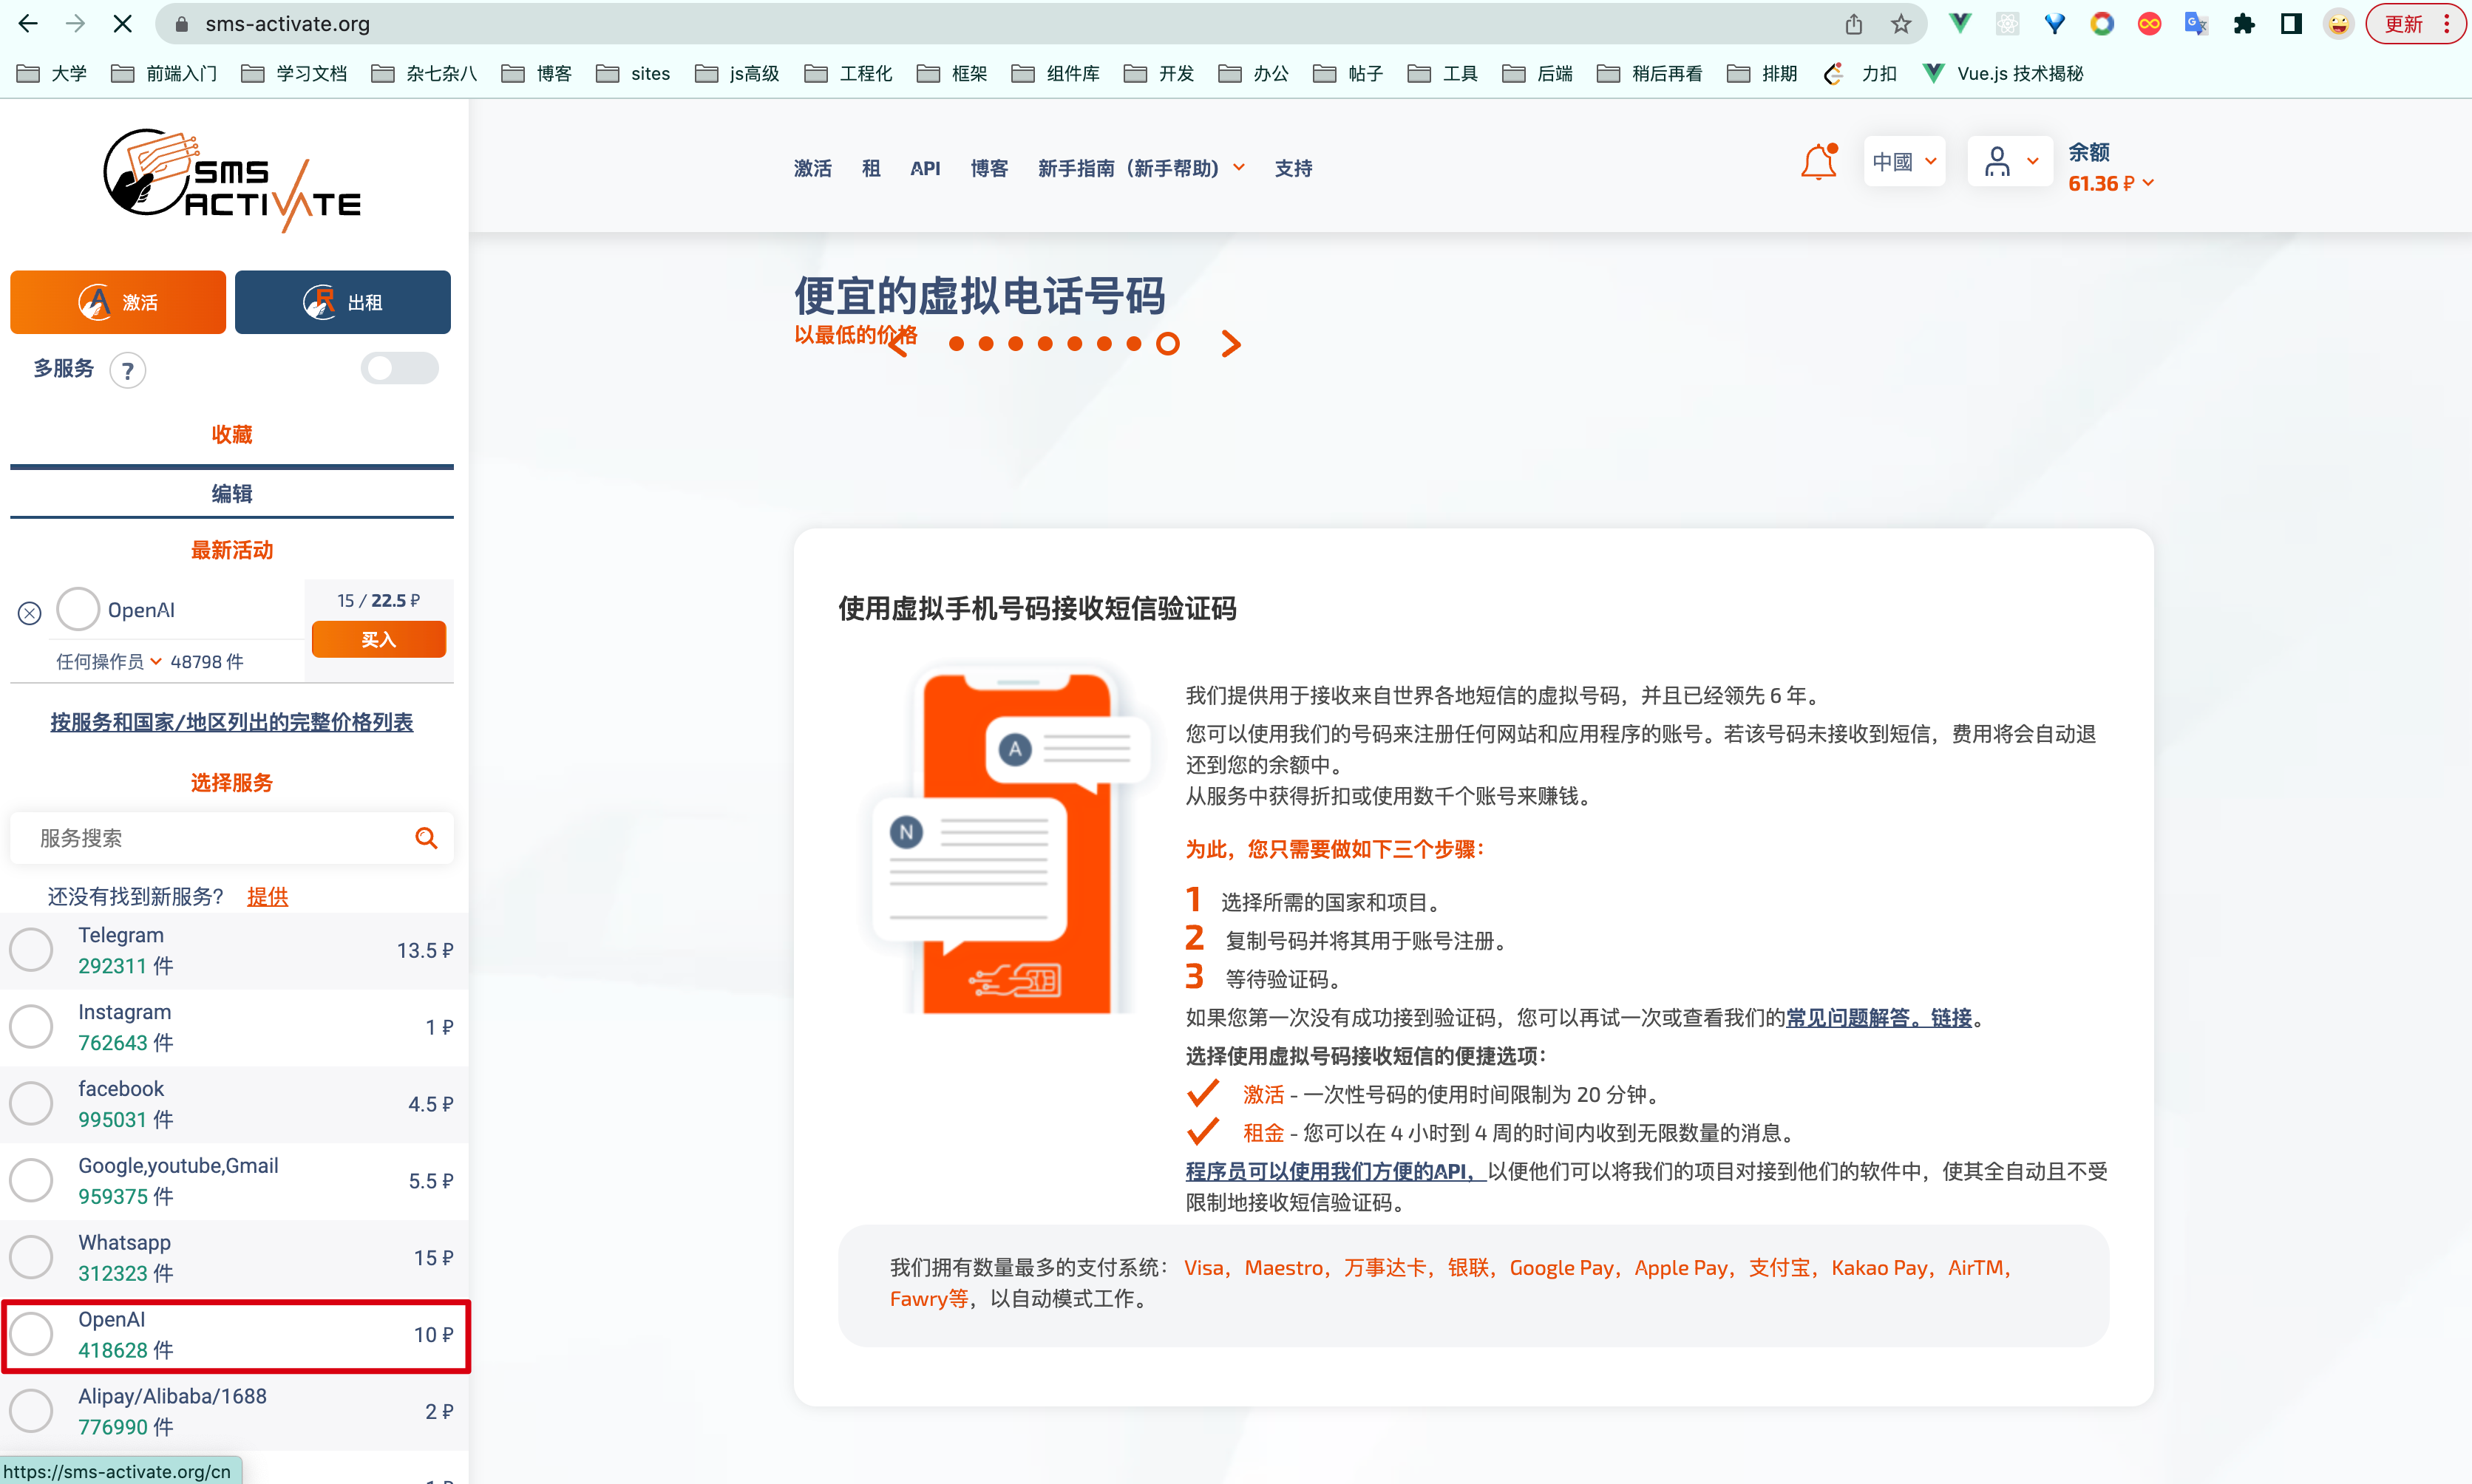 sms-activate.org
更新
大学
前端入门
学习文档
杂七杂八
博客
sites
js高级
工程化
框架
组件库
开发
办公
帖子
工具
后端
稍后再看
排期
力扣
Vue.js 技术揭秘
SMS
ACTIVATE
激活
租
API
博客
新手指南（新手帮助）
支持
中國
余额
61.36 ₽
激活
出租
多服务 ?
收藏
编辑
最新活动
OpenAI
15 / 22.5 ₽
买入
任何操作员 48798 件
按服务和国家/地区列出的完整价格列表
选择服务
服务搜索
还没有找到新服务? 提供
Telegram
292311 件
13.5 ₽
Instagram
762643 件
1 ₽
facebook
995031 件
4.5 ₽
Google,youtube,Gmail
959375 件
5.5 ₽
Whatsapp
312323 件
15 ₽
OpenAI
418628 件
10 ₽
Alipay/Alibaba/1688
776990 件
2 ₽
https://sms-activate.org/cn
便宜的虚拟电话号码
以最低的价格
使用虚拟手机号码接收短信验证码
A
N
我们提供用于接收来自世界各地短信的虚拟号码，并且已经领先 6 年。
您可以使用我们的号码来注册任何网站和应用程序的账号。若该号码未接收到短信，费用将会自动退
还到您的余额中。
从服务中获得折扣或使用数千个账号来赚钱。
为此，您只需要做如下三个步骤：
1 选择所需的国家和项目。
2 复制号码并将其用于账号注册。
3 等待验证码。
如果您第一次没有成功接到验证码，您可以再试一次或查看我们的常见问题解答。链接。
选择使用虚拟号码接收短信的便捷选项：
激活 - 一次性号码的使用时间限制为 20 分钟。
租金 - 您可以在 4 小时到 4 周的时间内收到无限数量的消息。
程序员可以使用我们方便的API，以便他们可以将我们的项目对接到他们的软件中，使其全自动且不受
限制地接收短信验证码。
我们拥有数量最多的支付系统： Visa，Maestro，万事达卡，银联，Google Pay，Apple Pay，支付宝，Kakao Pay，AirTM，
Fawry等，以自动模式工作。